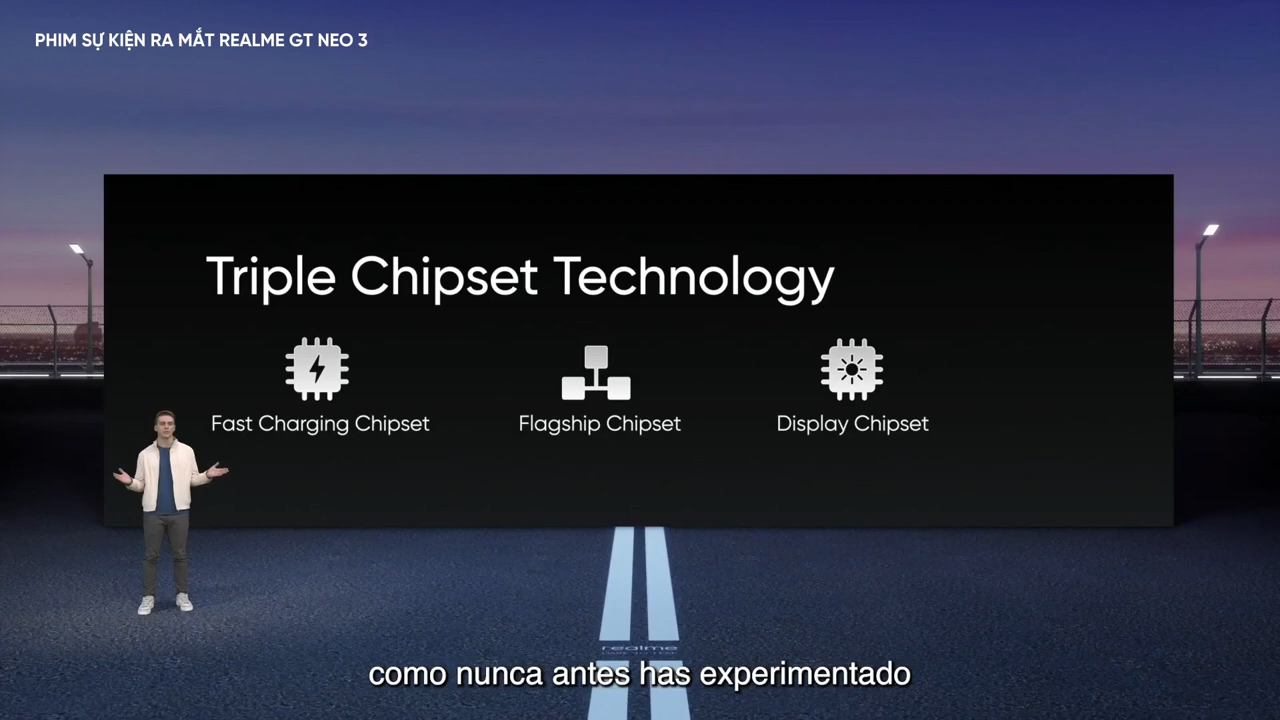 PHIM SỰ KIỆN RA MẮT REALME GT NEO 3
Triple Chipset Technology
Fast Charging Chipset
Flagship Chipset
Display Chipset
realme
como nunca antes has experimentado